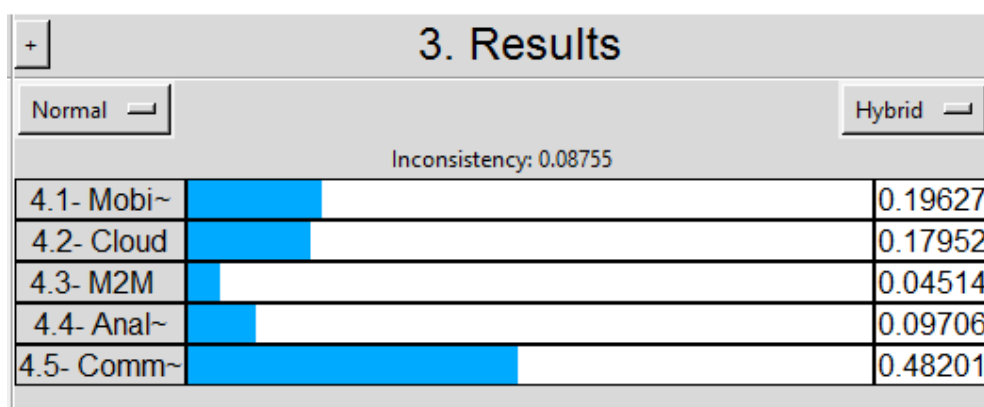 + 3. Results
Normal Hybrid
Inconsistency: 0.08755
4.1- Mobi~ 0.19627
4.2- Cloud 0.17952
4.3- M2M 0.04514
4.4- Anal~ 0.09706
4.5- Comm~ 0.48201